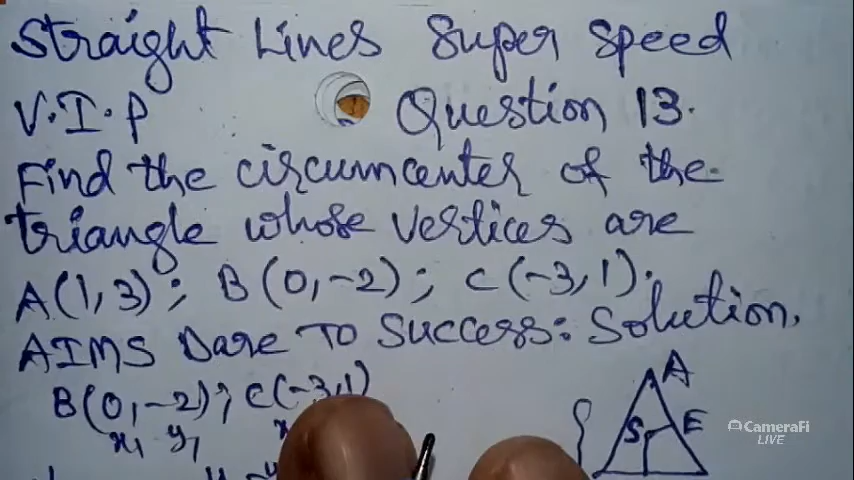 Straight Lines Super Speed
V.I.P Question 13.
Find the circumcenter of the
triangle whose vertices are
A(1,3); B(0,-2); C(-3,1).
AIMS Dare To Success: Solution.
B(0,-2); C(-3,1)
x₁ y₁
A
S E
CameraFi
LIVE